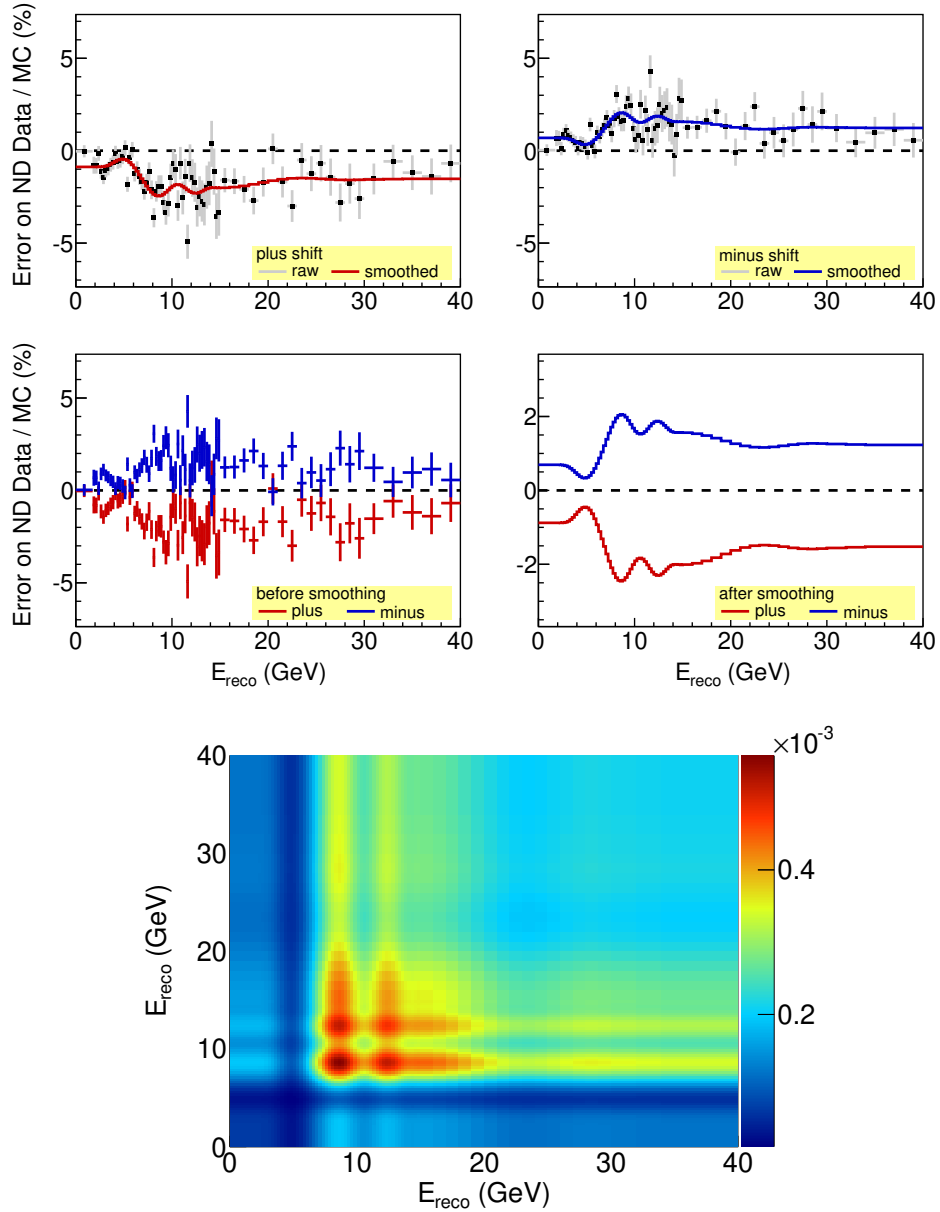 Error on ND Data / MC (%)
5
0
-5
plus shift
raw smoothed
0 10 20 30 40
5
0
-5
minus shift
raw smoothed
0 10 20 30 40
Error on ND Data / MC (%)
5
0
-5
before smoothing
plus minus
0 10 20 30 40
E_reco (GeV)
2
0
-2
after smoothing
plus minus
0 10 20 30 40
E_reco (GeV)
×10^-3
40
30
20
10
0
E_reco (GeV)
0 10 20 30 40
E_reco (GeV)
0.4
0.2